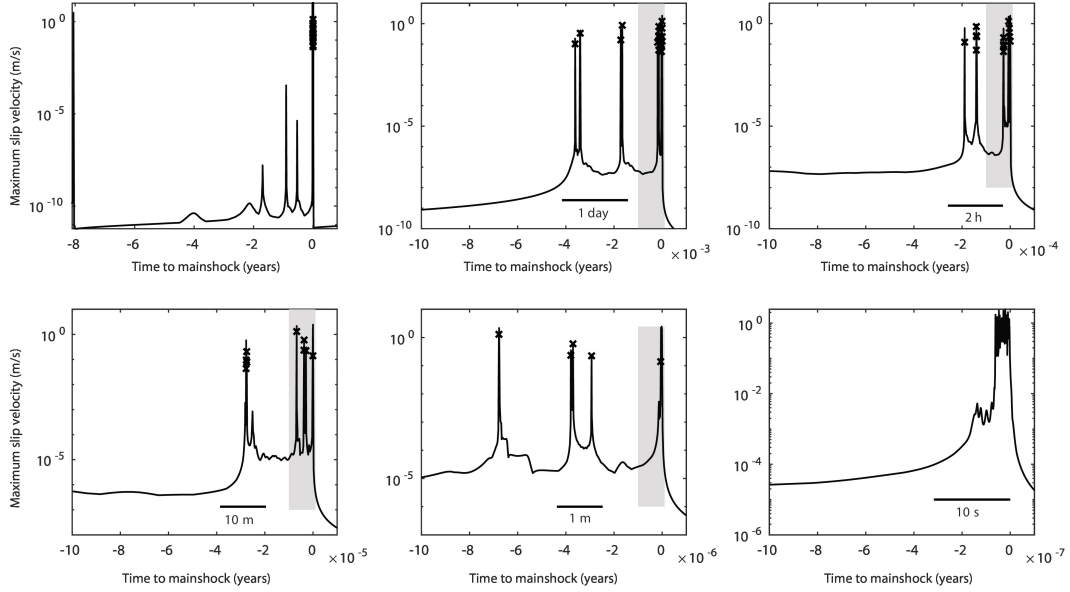 Maximum slip velocity (m/s)
10 0
10 -5
10 -10
-8 -6 -4 -2 0
Time to mainshock (years)
10 0
10 -5
10 -10
1 day
-10 -8 -6 -4 -2 0
×10 -3
Time to mainshock (years)
10 0
10 -5
10 -10
2 h
-10 -8 -6 -4 -2 0
×10 -4
Time to mainshock (years)
Maximum slip velocity (m/s)
10 0
10 -5
10 m
-10 -8 -6 -4 -2 0
×10 -5
Time to mainshock (years)
10 0
10 -5
1 m
-10 -8 -6 -4 -2 0
×10 -6
Time to mainshock (years)
10 0
10 -2
10 -4
10 -6
10 s
-10 -8 -6 -4 -2 0
×10 -7
Time to mainshock (years)